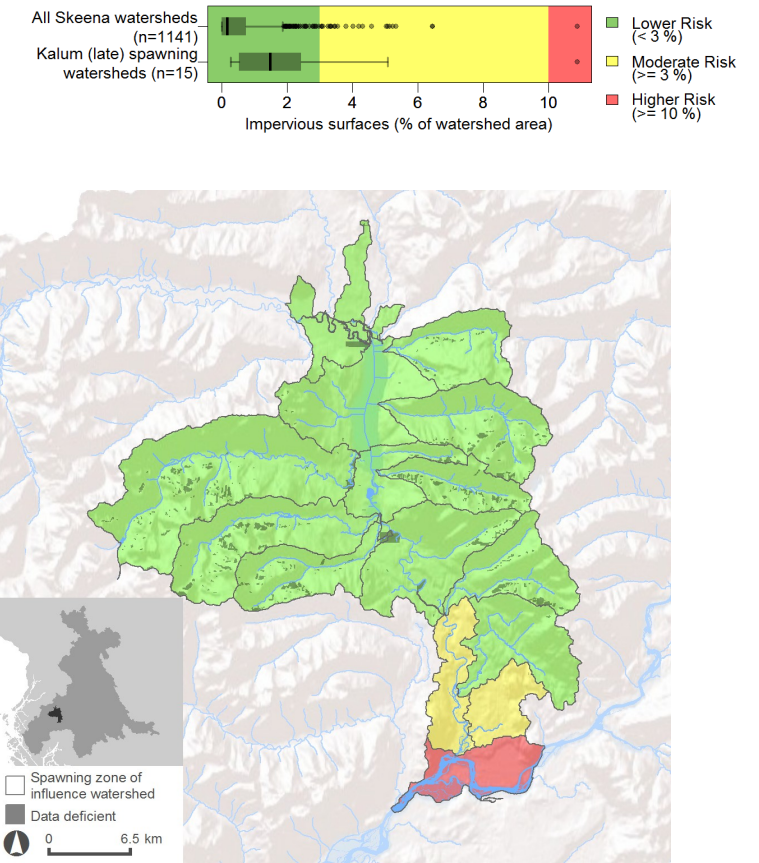 All Skeena watersheds
(n=1141)
Kalum (late) spawning
watersheds (n=15)
0 2 4 6 8 10
Impervious surfaces (% of watershed area)
Lower Risk
(< 3 %)
Moderate Risk
(>= 3 %)
Higher Risk
(>= 10 %)
Spawning zone of
influence watershed
Data deficient
0 6.5 km